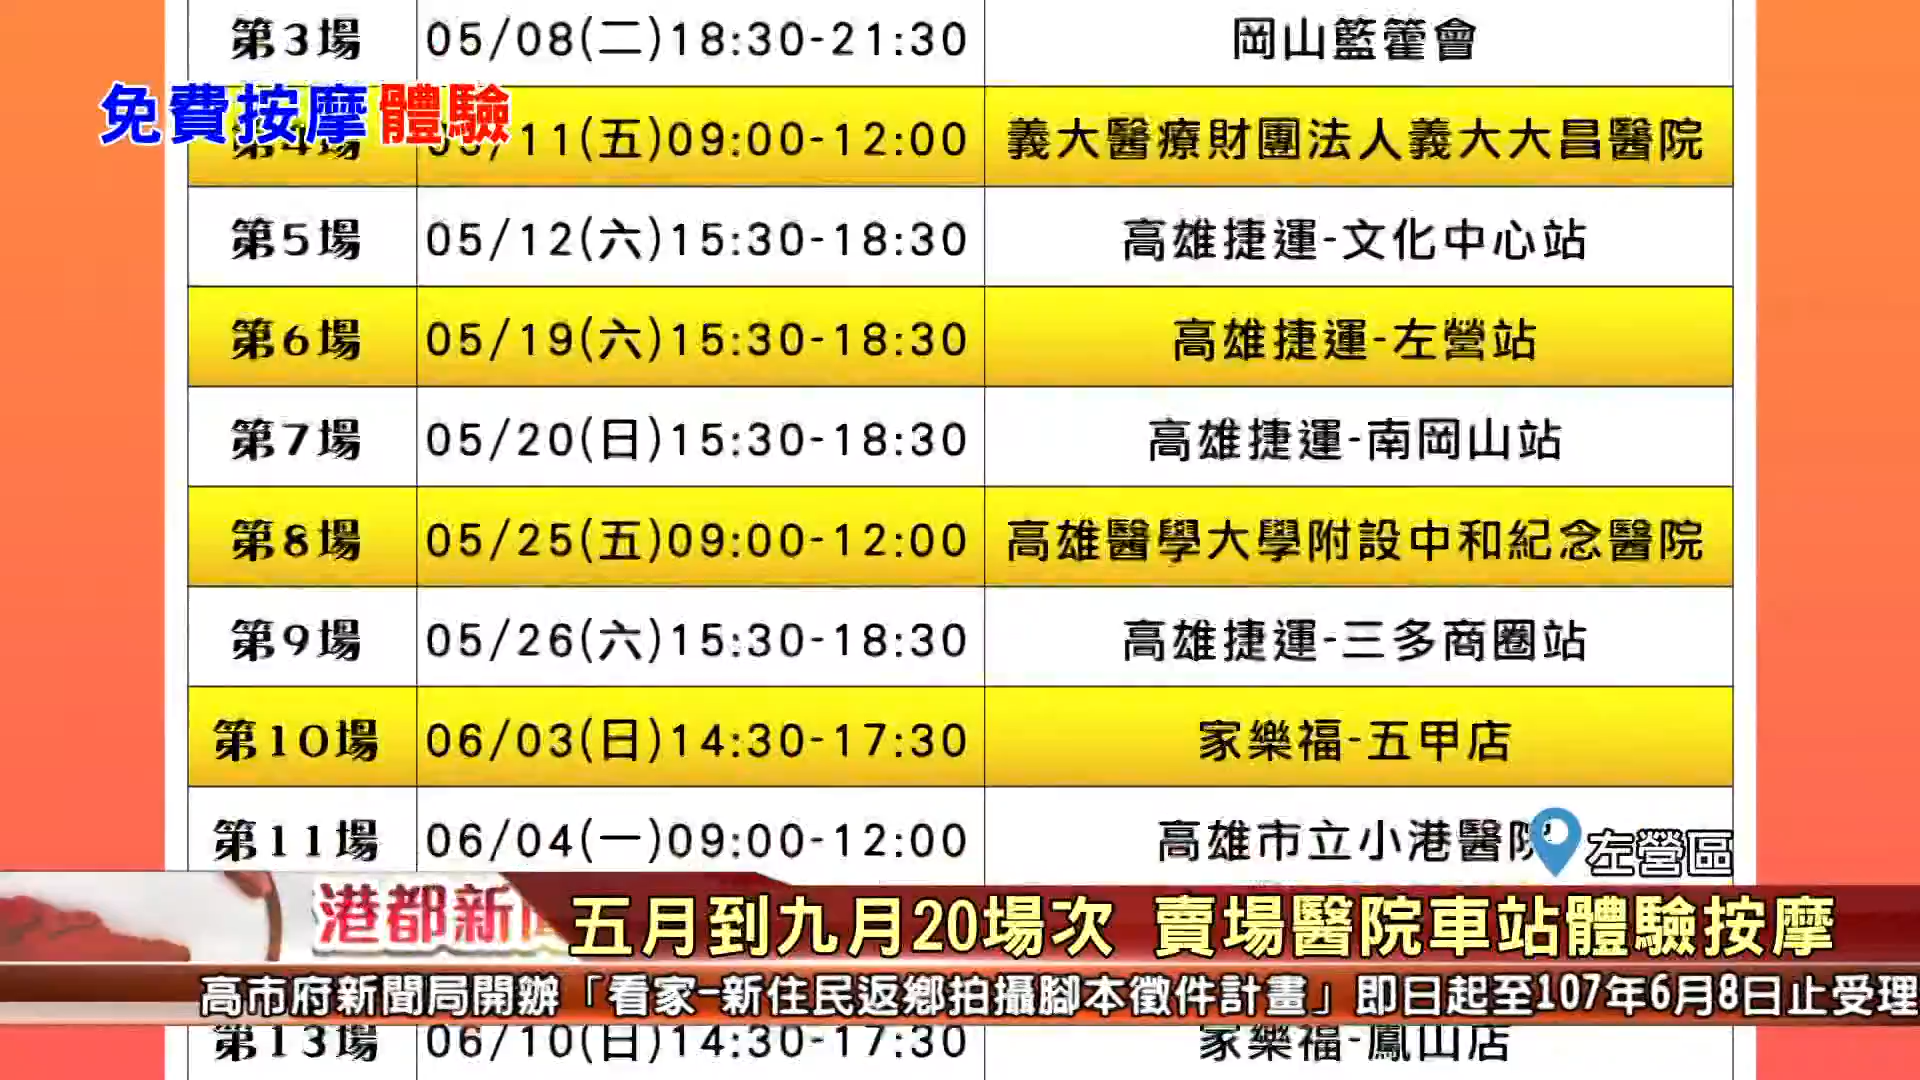 第3場 05/08(二)18:30-21:30 岡山籃籗會
免費按摩體驗
第4場 05/11(五)09:00-12:00 義大醫療財團法人義大大昌醫院
第5場 05/12(六)15:30-18:30 高雄捷運-文化中心站
第6場 05/19(六)15:30-18:30 高雄捷運-左營站
第7場 05/20(日)15:30-18:30 高雄捷運-南岡山站
第8場 05/25(五)09:00-12:00 高雄醫學大學附設中和紀念醫院
第9場 05/26(六)15:30-18:30 高雄捷運-三多商圈站
第10場 06/03(日)14:30-17:30 家樂福-五甲店
第11場 06/04(一)09:00-12:00 高雄市立小港醫院
左營區
港都新聞 五月到九月20場次 賣場醫院車站體驗按摩
高市府新聞局開辦「看家-新住民返鄉拍攝腳本徵件計畫」即日起至107年6月8日止受理
第13場 06/10(日)14:30-17:30 家樂福-鳳山店